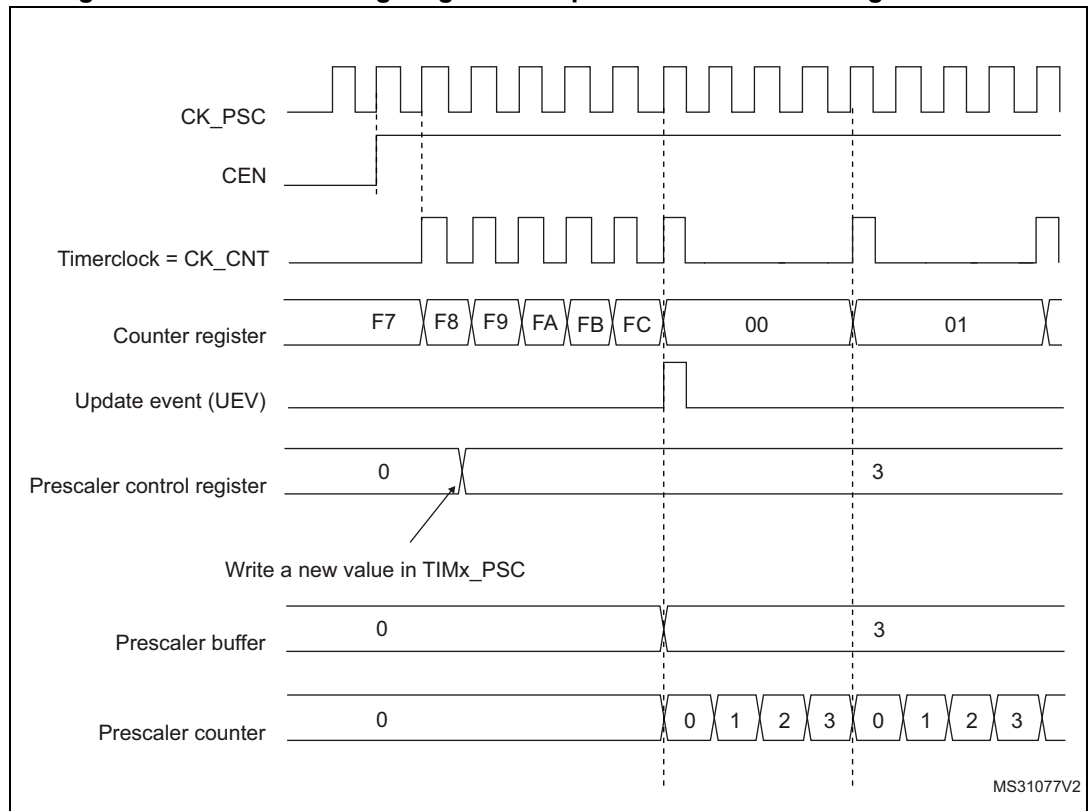 CK_PSC
CEN
Timerclock = CK_CNT
Counter register F7 F8 F9 FA FB FC 00 01
Update event (UEV)
Prescaler control register 0 3
Write a new value in TIMx_PSC
Prescaler buffer 0 3
Prescaler counter 0 0 1 2 3 0 1 2 3
MS31077V2